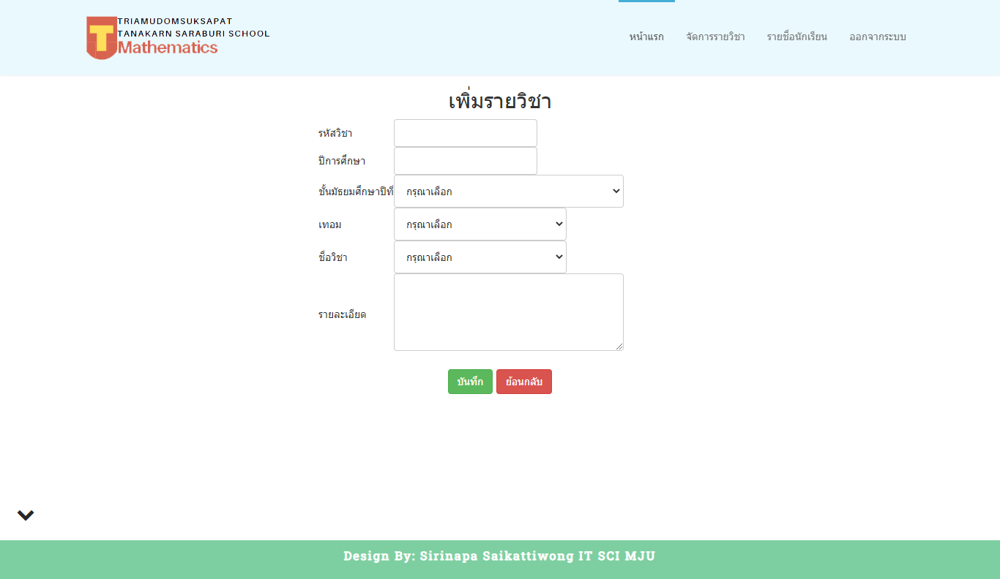 TRIAMUDOMSUKSAPAT
TANAKARN SARABURI SCHOOL
T
Mathematics
หน้าแรก จัดการรายวิชา รายชื่อนักเรียน ออกจากระบบ
เพิ่มรายวิชา
รหัสวิชา
ปีการศึกษา
ชั้นมัธยมศึกษาปีที่ กรุณาเลือก
เทอม กรุณาเลือก
ชื่อวิชา กรุณาเลือก
รายละเอียด
บันทึก ย้อนกลับ
Design By: Sirinapa Saikattiwong IT SCI MJU